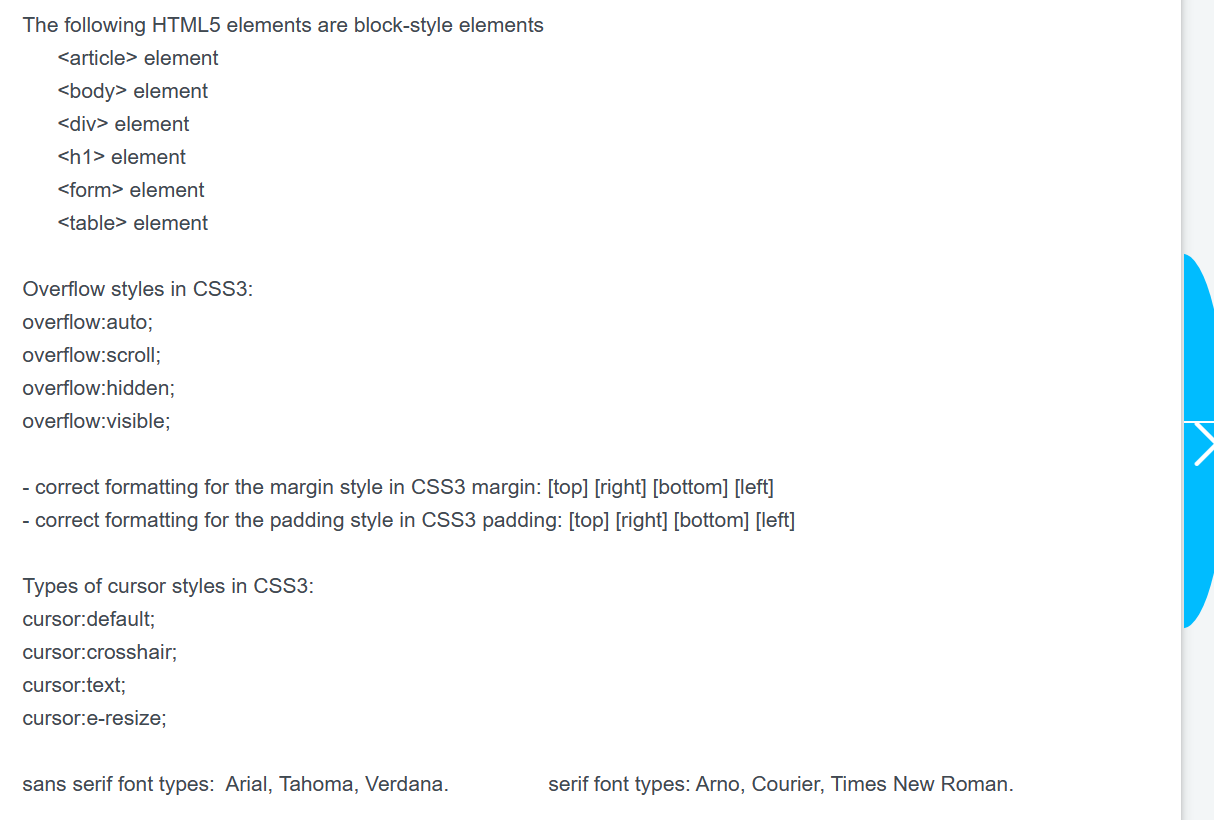 The following HTML5 elements are block-style elements
<article> element
<body> element
<div> element
<h1> element
<form> element
<table> element
Overflow styles in CSS3:
overflow:auto;
overflow:scroll;
overflow:hidden;
overflow:visible;
- correct formatting for the margin style in CSS3 margin: [top] [right] [bottom] [left]
- correct formatting for the padding style in CSS3 padding: [top] [right] [bottom] [left]
Types of cursor styles in CSS3:
cursor:default;
cursor:crosshair;
cursor:text;
cursor:e-resize;
sans serif font types:  Arial, Tahoma, Verdana.    serif font types: Arno, Courier, Times New Roman.